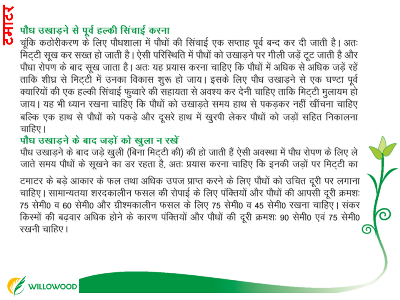 टमाटर
पौध उखाड़ने से पूर्व हल्की सिंचाई करना
चूंकि कठोरीकरण के लिए पौधशाला में पौधों की सिंचाई एक सप्ताह पूर्व बन्द कर दी जाती है। अतः
मिट्टी सूख कर सख्त हो जाती है। ऐसी परिस्थिति में पौधों को उखाड़ने पर गीली जड़ें टूट जाती है और
पौधा रोपण के बाद सूख जाता है। अतः यह प्रयास करना चाहिए कि पौधों में अधिक से अधिक जड़ें रहें
ताकि शीघ्र से मिट्टी में उनका विकास शुरू हो जाय। इसके लिए पौध उखाड़ने से एक घण्टा पूर्व
क्यारियों की एक हल्की सिंचाई फुव्वारे की सहायता से अवश्य कर देनी चाहिए ताकि मिट्टी मुलायम हो
जाय। यह भी ध्यान रखना चाहिए कि पौधों को उखाड़ते समय हाथ से पकड़कर नहीं खींचना चाहिए
बल्कि एक हाथ से पौधों को पकड़े और दूसरे हाथ में खुरपी लेकर पौधों को जड़ों सहित निकालना
चाहिए।
पौध उखाड़ने के बाद जड़ों को खुला न रखें
पौध उखाड़ने के बाद जड़े खुली (बिना मिट्टी की) की हो जाती हैं ऐसी अवस्था में पौध रोपण के लिए ले
जाते समय पौधों के सूखने का डर रहता है, अतः प्रयास करना चाहिए कि इनकी जड़ों पर मिट्टी का
टमाटर के बड़े आकार के फल तथा अधिक उपज प्राप्त करने के लिए पौधों को उचित दूरी पर लगाना
चाहिए। सामान्यतया शरदकालीन फसल की रोपाई के लिए पंक्तियों और पौधों की आपसी दूरी क्रमशः
75 सेमी0 व 60 सेमी0 और ग्रीष्मकालीन फसल के लिए 75 सेमी0 व 45 सेमी0 रखना चाहिए। संकर
किस्मों की बढ़वार अधिक होने के कारण पंक्तियों और पौधों की दूरी क्रमशः 90 सेमी0 एवं 75 सेमी0
रखनी चाहिए।
WILLOWOOD